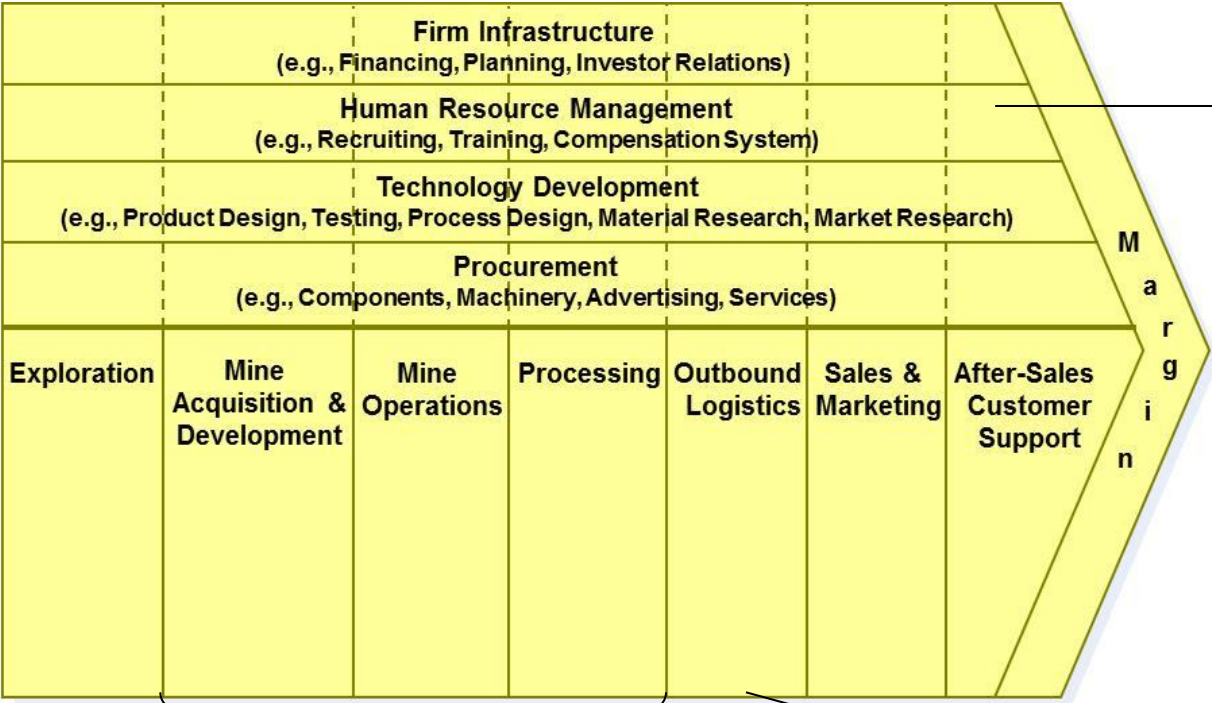 Firm Infrastructure
(e.g., Financing, Planning, Investor Relations)
Human Resource Management
(e.g., Recruiting, Training, Compensation System)
Technology Development
(e.g., Product Design, Testing, Process Design, Material Research, Market Research)
Procurement
(e.g., Components, Machinery, Advertising, Services)
Exploration
Mine
Acquisition &
Development
Mine
Operations
Processing
Outbound
Logistics
Sales &
Marketing
After-Sales
Customer
Support
M
a
r
g
i
n